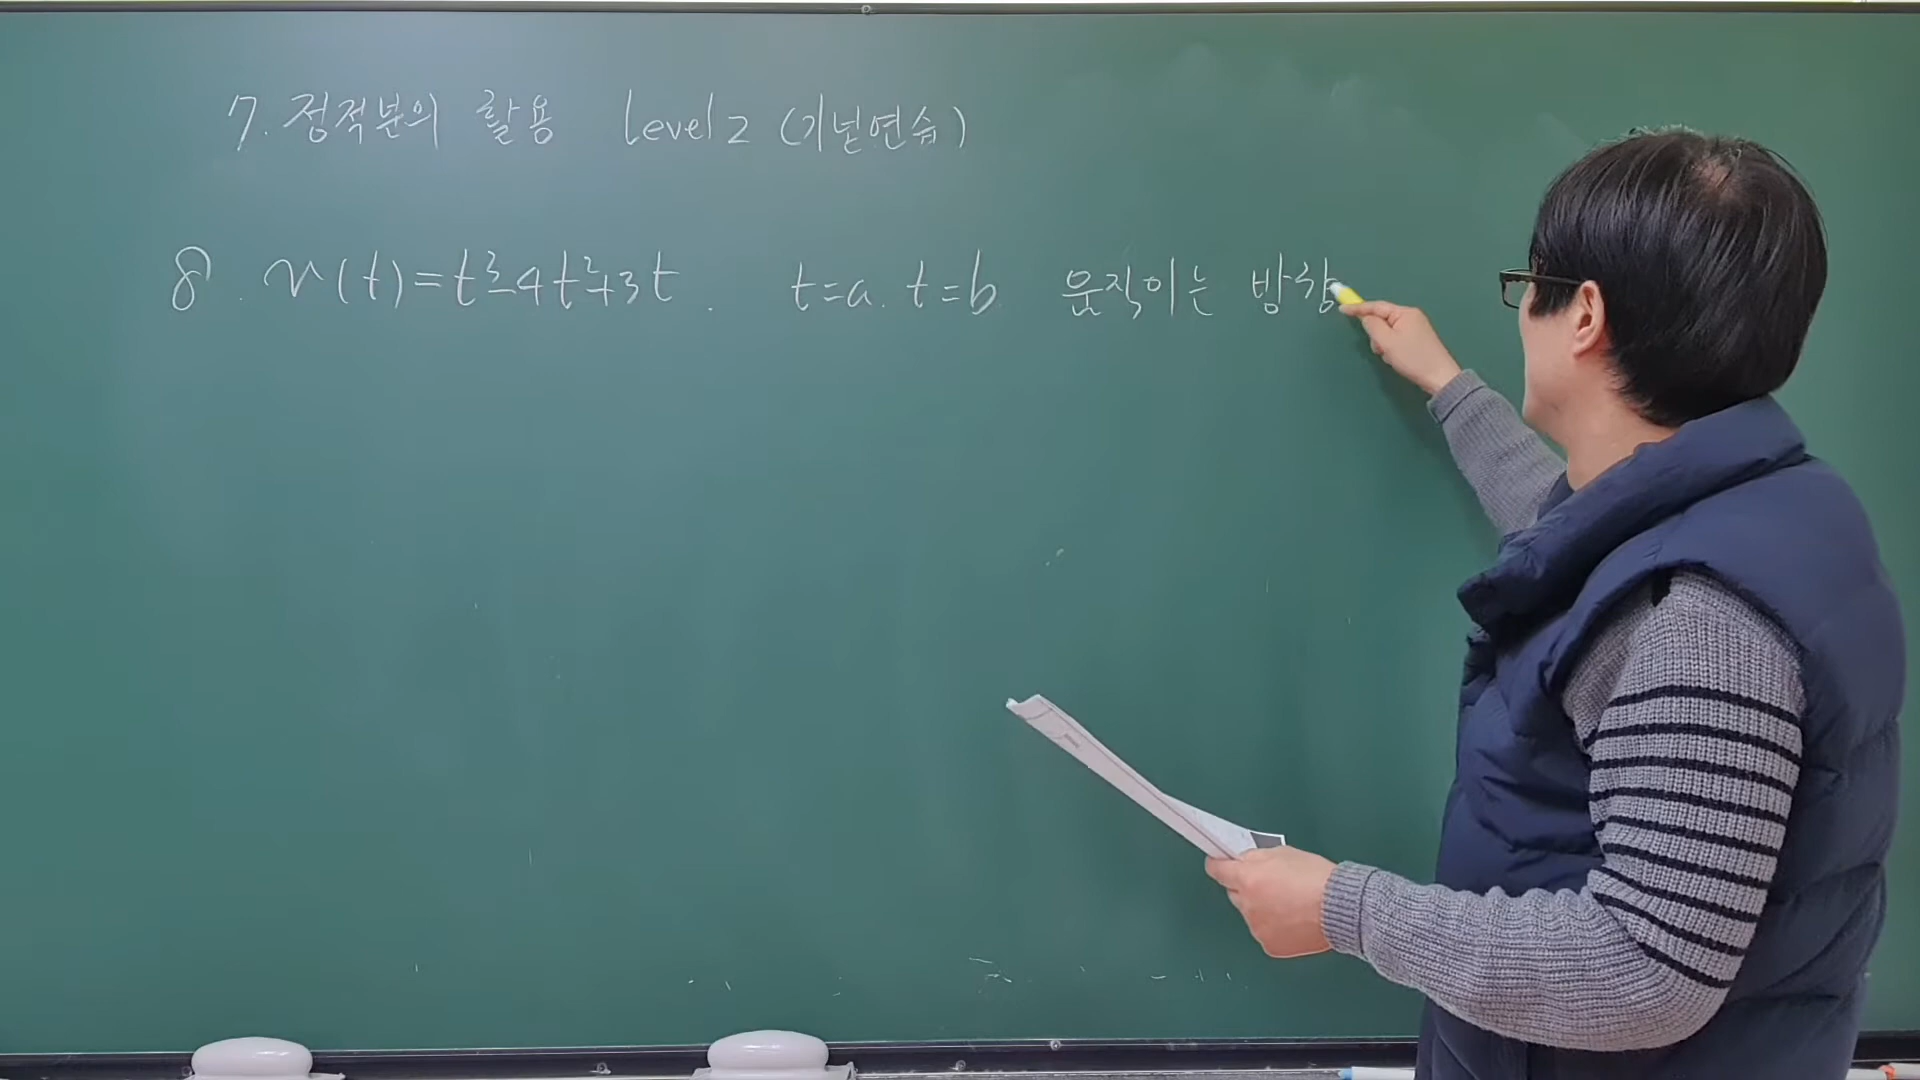 7. 정적분의 활용 level 2 (기본연습)
8. v(t)=t³-4t²+3t. t=a. t=b 움직이는 방향